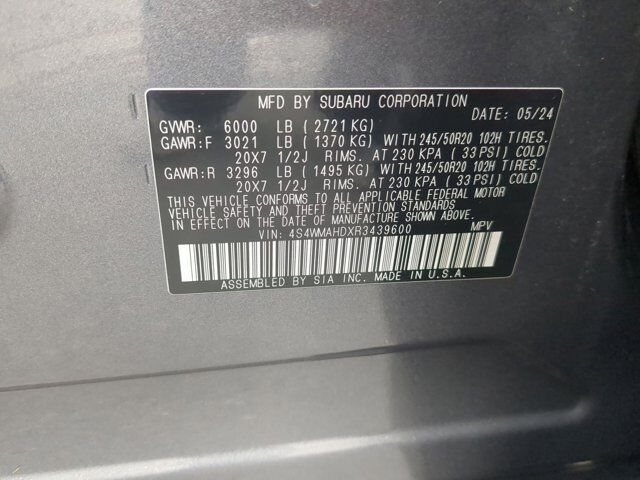 MFD BY SUBARU CORPORATION DATE: 05/24
GVWR: 6000 LB ( 2721 KG)
GAWR:F 3021 LB ( 1370 KG) WITH 245/50R20 102H TIRES.
20X7 1/2J RIMS. AT 230 KPA ( 33 PSI) COLD
GAWR:R 3296 LB ( 1495 KG) WITH 245/50R20 102H TIRES.
20X7 1/2J RIMS. AT 230 KPA ( 33 PSI) COLD
THIS VEHICLE CONFORMS TO ALL APPLICABLE FEDERAL MOTOR
VEHICLE SAFETY AND THEFT PREVENTION STANDARDS
IN EFFECT ON THE DATE OF MANUFACTURE SHOWN ABOVE.
VIN: 4S4WMAHDXR3439600 MPV
ASSEMBLED BY SIA INC. MADE IN U.S.A.